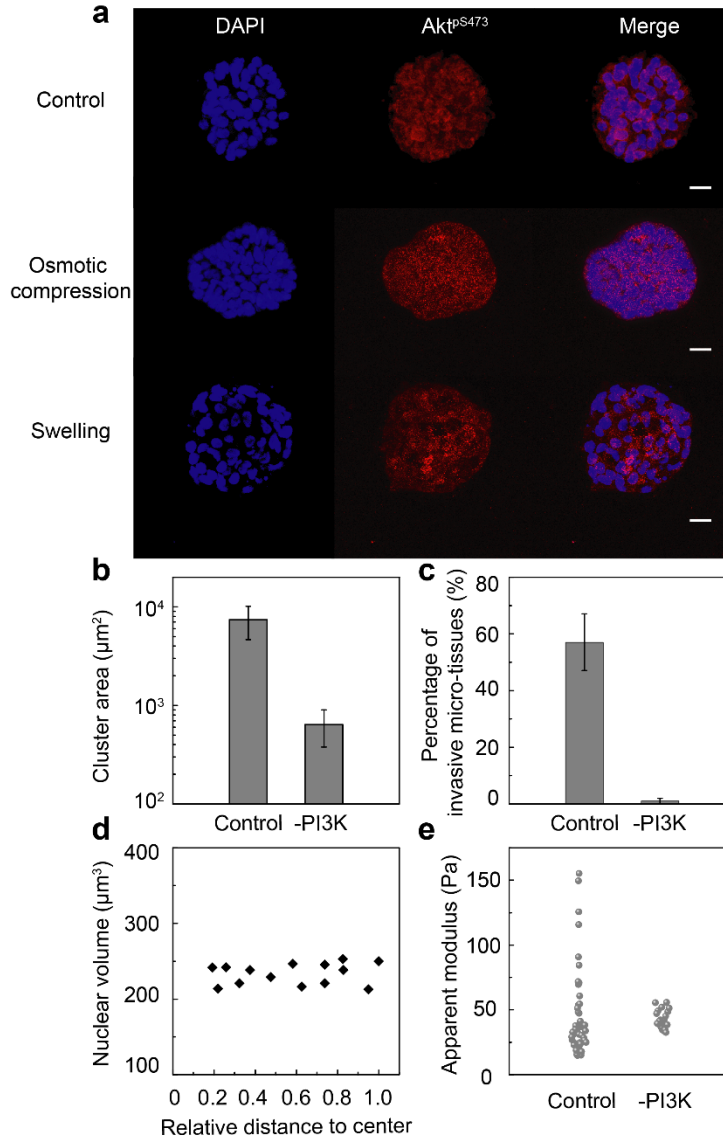 a
DAPI
Akt^pS473
Merge
Control
Osmotic
compression
Swelling
b
Cluster area (μm²)
10⁴
10³
10²
Control
-PI3K
c
Percentage of
invasive micro-tissues (%)
80
60
40
20
0
Control
-PI3K
d
Nuclear volume (μm³)
400
300
200
100
0
0.2
0.4
0.6
0.8
1.0
Relative distance to center
e
Apparent modulus (Pa)
150
100
50
0
Control
-PI3K